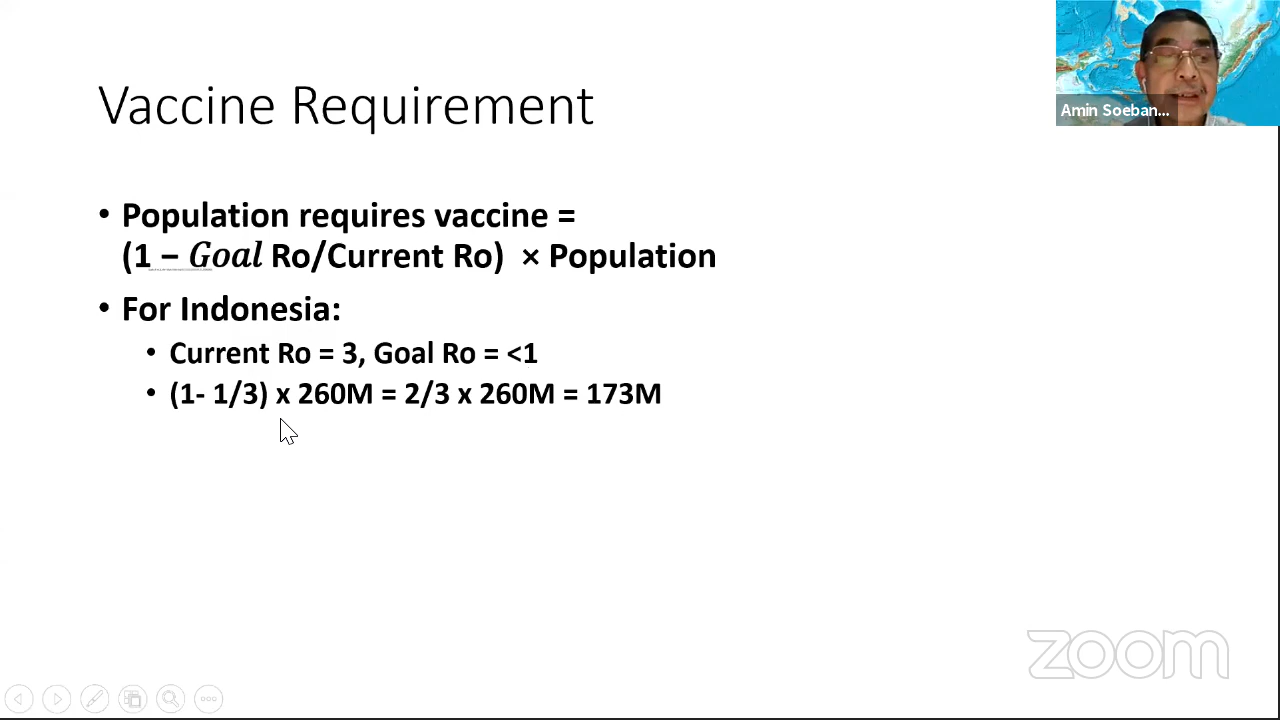 Vaccine Requirement
Amin Soeban...
• Population requires vaccine =
(1 − Goal Ro/Current Ro) × Population
• For Indonesia:
• Current Ro = 3, Goal Ro = <1
• (1- 1/3) x 260M = 2/3 x 260M = 173M
zoom